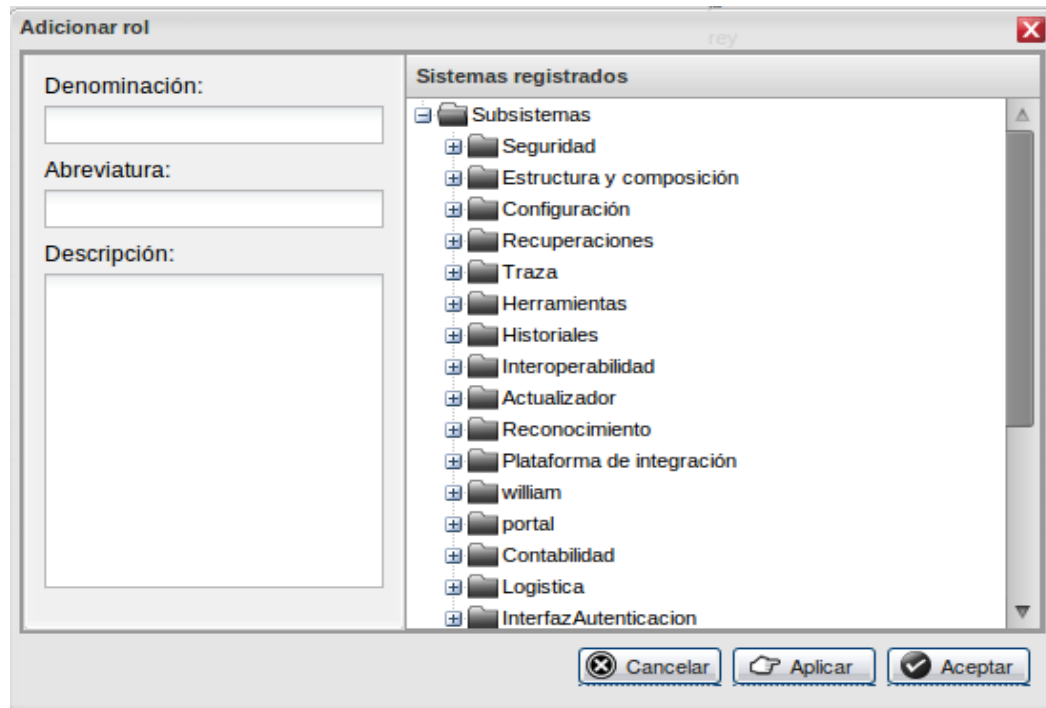 Adicionar rol
rey
Denominación:
Abreviatura:
Descripción:
Sistemas registrados
Subsistemas
Seguridad
Estructura y composición
Configuración
Recuperaciones
Traza
Herramientas
Historiales
Interoperabilidad
Actualizador
Reconocimiento
Plataforma de integración
william
portal
Contabilidad
Logistica
InterfazAutenticacion
Cancelar
Aplicar
Aceptar